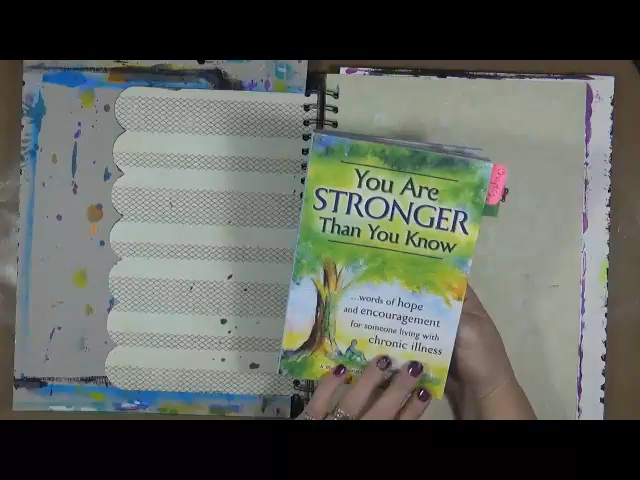 You Are
STRONGER
Than You Know
...words of hope
and encouragement
for someone living with
chronic illness